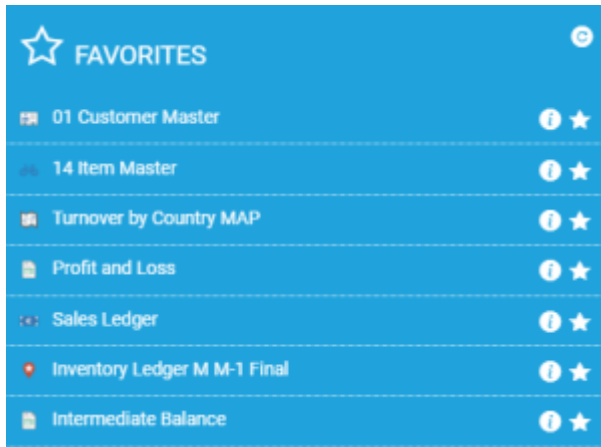 FAVORITES
01 Customer Master
14 Item Master
Turnover by Country MAP
Profit and Loss
Sales Ledger
Inventory Ledger M M-1 Final
Intermediate Balance